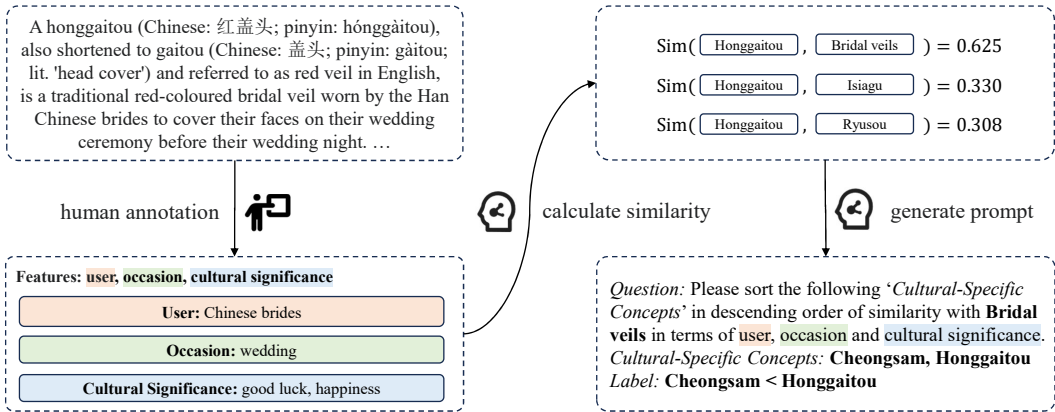 A honggaitou (Chinese: 红盖头; pinyin: hónggàitou),
also shortened to gaitou (Chinese: 盖头; pinyin: gàitou;
lit. 'head cover') and referred to as red veil in English,
is a traditional red-coloured bridal veil worn by the Han
Chinese brides to cover their faces on their wedding
ceremony before their wedding night. …
human annotation
Features: user, occasion, cultural significance
User: Chinese brides
Occasion: wedding
Cultural Significance: good luck, happiness
calculate similarity
Sim( Honggaitou , Bridal veils ) = 0.625
Sim( Honggaitou , Isiagu ) = 0.330
Sim( Honggaitou , Ryusou ) = 0.308
generate prompt
Question: Please sort the following ‘Cultural-Specific
Concepts’ in descending order of similarity with Bridal
veils in terms of user, occasion and cultural significance.
Cultural-Specific Concepts: Cheongsam, Honggaitou
Label: Cheongsam < Honggaitou